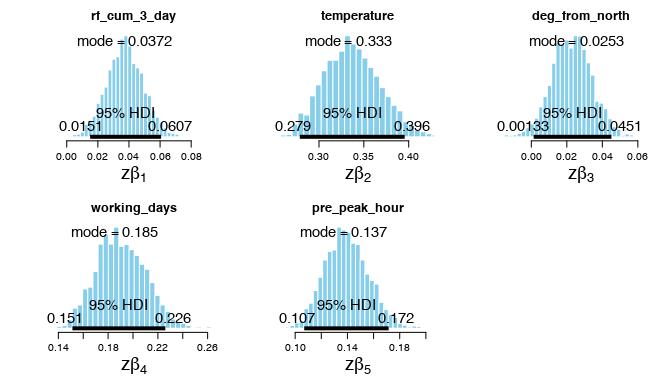 rf_cum_3_day
mode = 0.0372
95% HDI
0.0151 0.0607
0.00 0.02 0.04 0.06 0.08
zβ1
temperature
mode = 0.333
95% HDI
0.279 0.396
0.30 0.35 0.40
zβ2
deg_from_north
mode = 0.0253
95% HDI
0.00133 0.0451
0.00 0.02 0.04 0.06
zβ3
working_days
mode = 0.185
95% HDI
0.151 0.226
0.14 0.18 0.22 0.26
zβ4
pre_peak_hour
mode = 0.137
95% HDI
0.107 0.172
0.10 0.14 0.18
zβ5